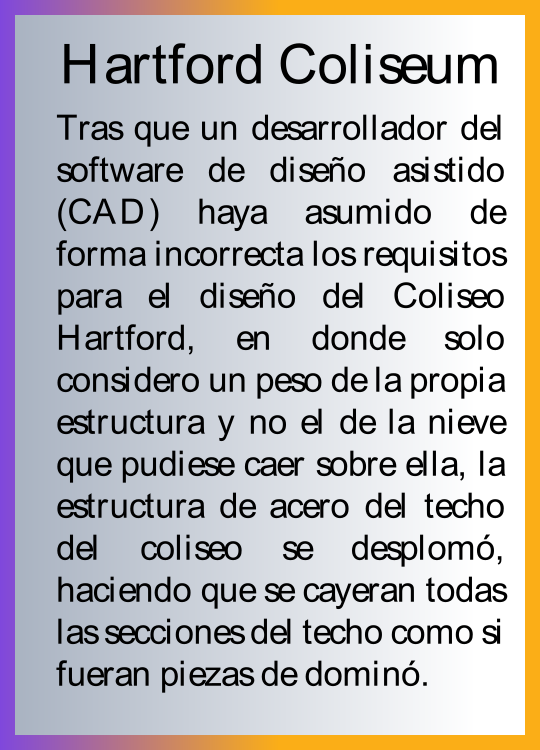 Hartford Coliseum
Tras que un desarrollador del
software de diseño asistido
(CAD) haya asumido de
forma incorrecta los requisitos
para el diseño del Coliseo
Hartford, en donde solo
considero un peso de la propia
estructura y no el de la nieve
que pudiese caer sobre ella, la
estructura de acero del techo
del coliseo se desplomó,
haciendo que se cayeran todas
las secciones del techo como si
fueran piezas de dominó.